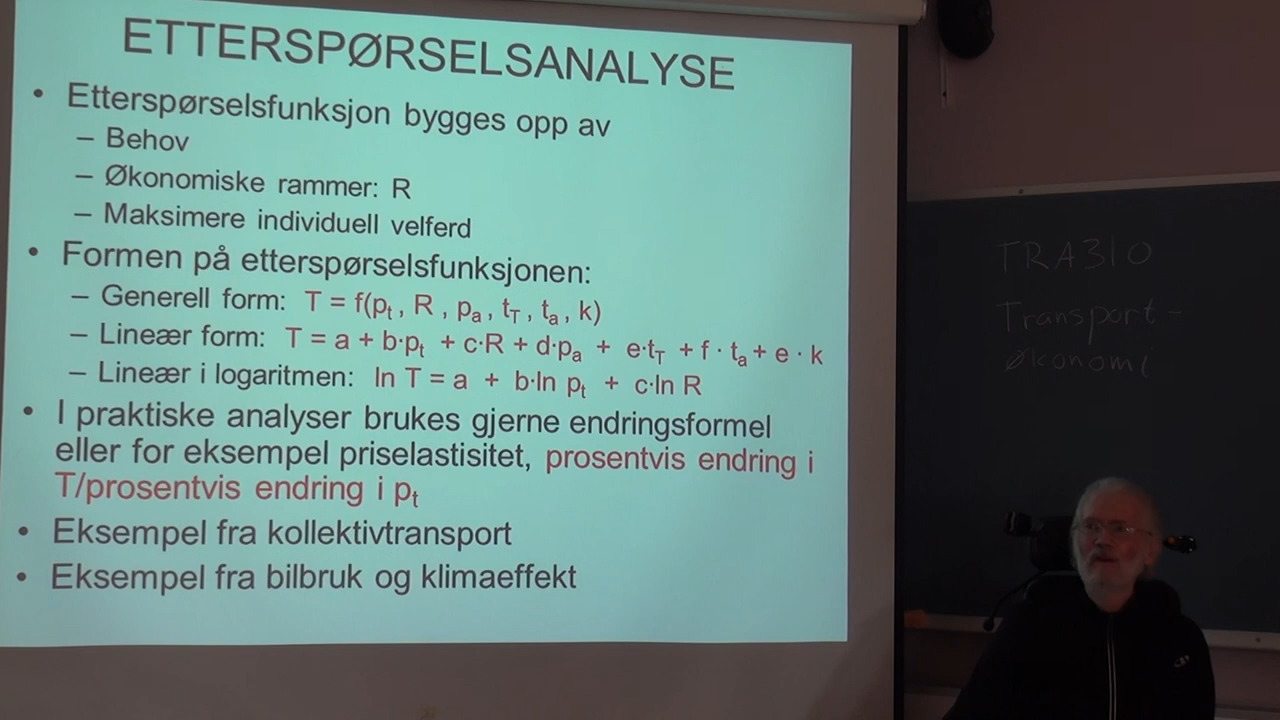 ETTERSPØRSELSANALYSE
• Etterspørselsfunksjon bygges opp av
– Behov
– Økonomiske rammer: R
– Maksimere individuell velferd
• Formen på etterspørselsfunksjonen:
– Generell form: T = f(pₜ , R , pₐ , t_T , tₐ , k)
– Lineær form: T = a + b·pₜ + c·R + d·pₐ + e·t_T + f · tₐ + e · k
– Lineær i logaritmen: ln T = a + b·ln pₜ + c·ln R
• I praktiske analyser brukes gjerne endringsformel
eller for eksempel priselastisitet, prosentvis endring i
T/prosentvis endring i pₜ
• Eksempel fra kollektivtransport
• Eksempel fra bilbruk og klimaeffekt
TRA310
Transport-
økonomi